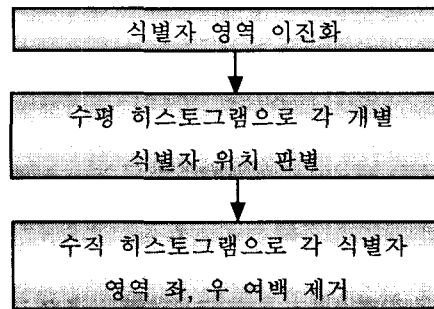 식별자 영역 이진화
수평 히스토그램으로 각 개별
식별자 위치 판별
수직 히스토그램으로 각 식별자
영역 좌, 우 여백 제거